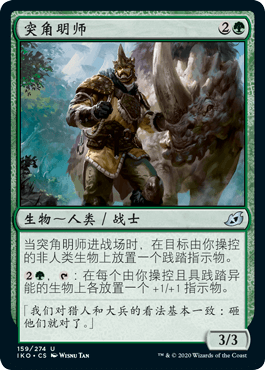 突角明师 2
生物～人类／战士
当突角明师进战场时，在目标由你操控
的非人类生物上放置一个践踏指示物。
2，：在每个由你操控且具践踏异
能的生物上各放置一个 +1/+1 指示物。
「我们对猎人和大兵的看法基本一致：砸
他们就对了。」
3/3
159/274 U
IKO • CS Wisnu Tan
™ & © 2020 Wizards of the Coast